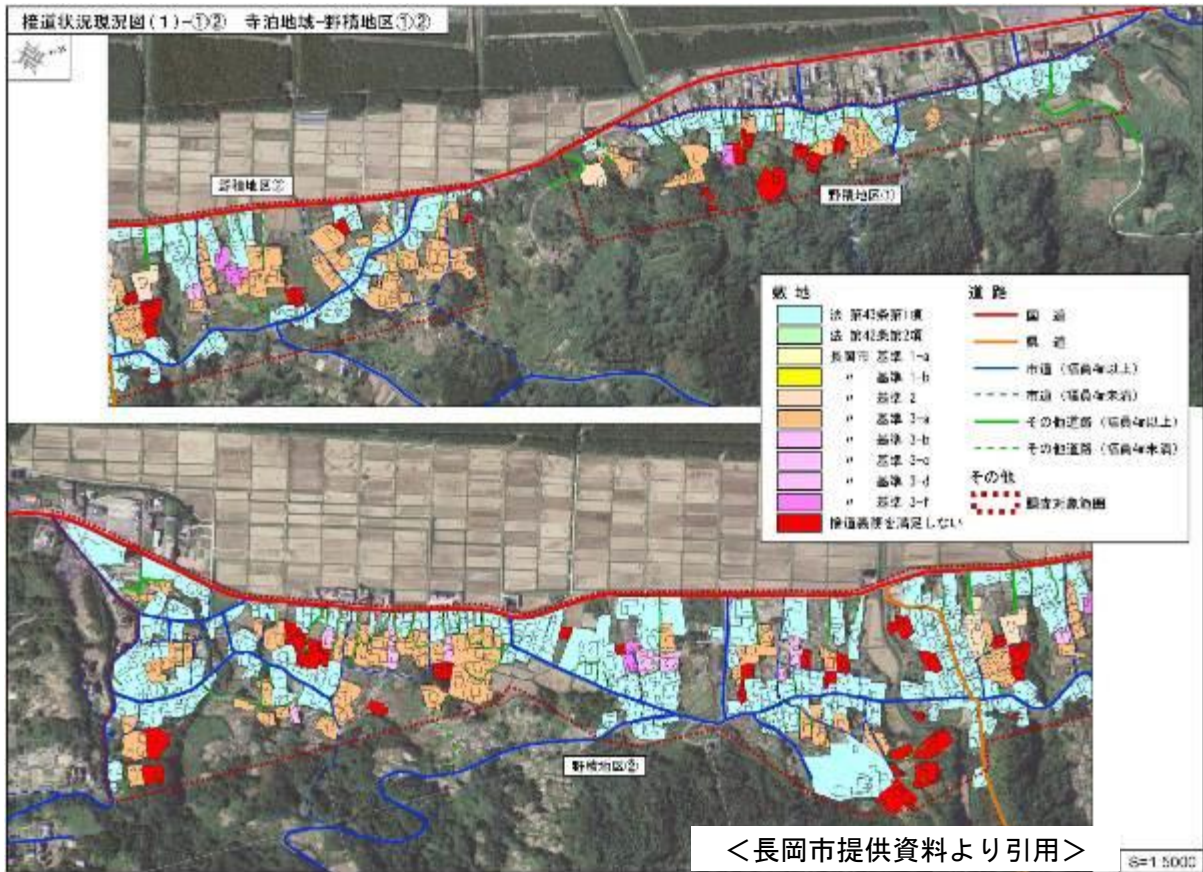 接道状況現況図(1)-①② 寺泊地域-野積地区①②
野積地区②
野積地区①
敷地
法 第43条第1項
法 第42条第2項
長岡市 基準 1-a
〃 基準 1-b
〃 基準 2
〃 基準 3-a
〃 基準 3-b
〃 基準 3-c
〃 基準 3-d
〃 基準 3-f
接道義務を満足しない
道路
国道
県道
市道（幅員4m以上）
市道（幅員4m未満）
その他道路（幅員4m以上）
その他道路（幅員4m未満）
その他
調査対象範囲
野積地区②
＜長岡市提供資料より引用＞
S=1:5000